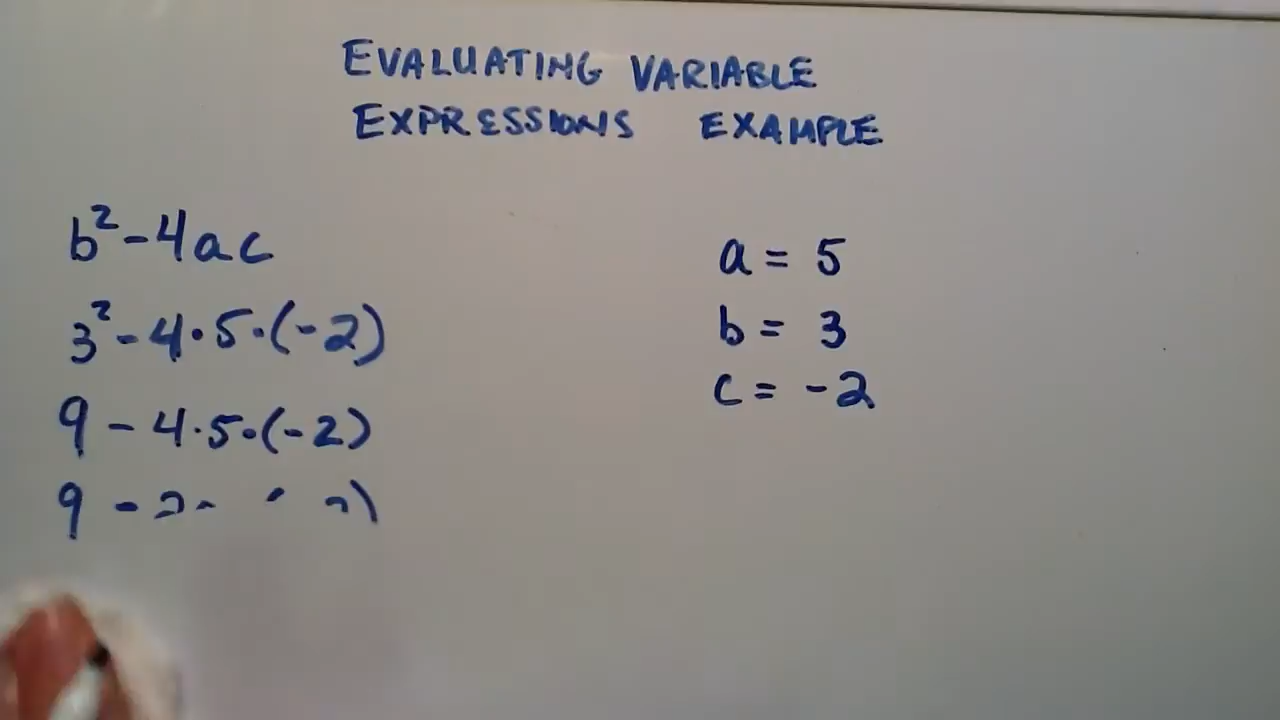 EVALUATING VARIABLE
EXPRESSIONS EXAMPLE
b²-4ac
3²-4·5·(-2)
9-4·5·(-2)
9 -
a = 5
b = 3
c = -2